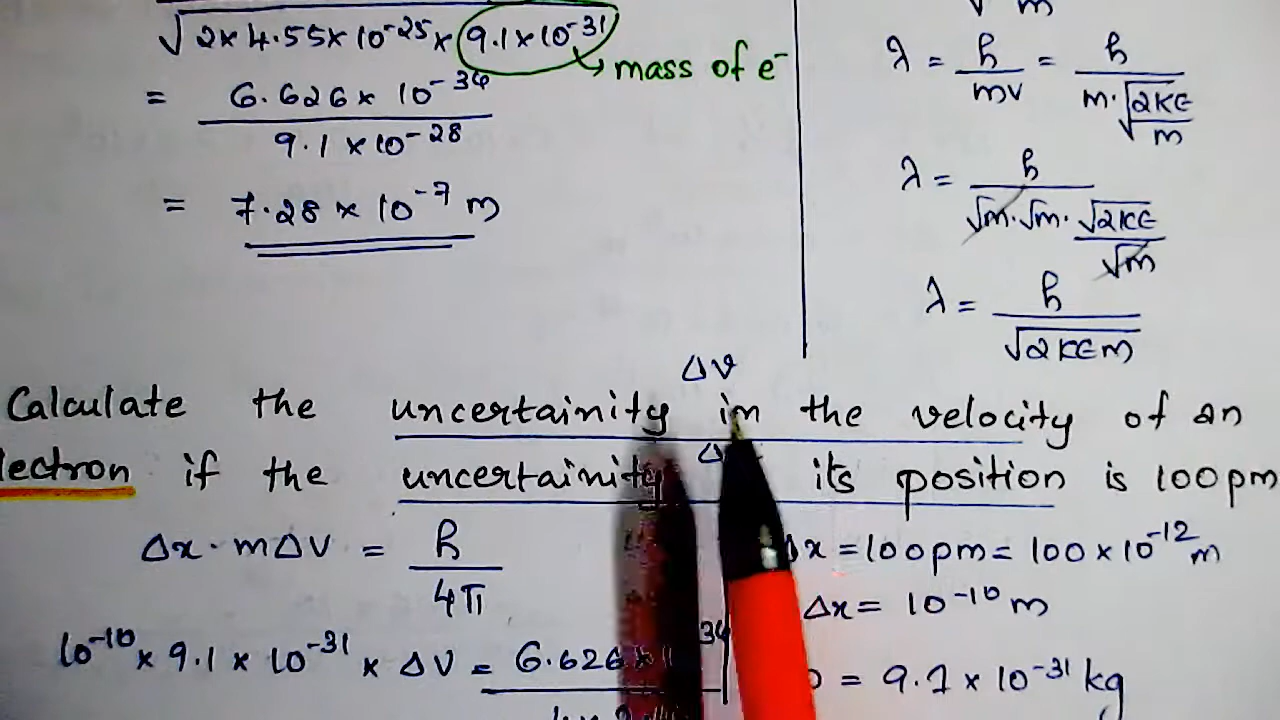 √2×4.55×10⁻²⁵×9.1×10⁻³¹
→ mass of e⁻
= 6.626×10⁻³⁴
9.1×10⁻²⁸
= 7.28×10⁻⁷ m
√m
λ = h/mv = h/m·√2KE/m
λ = h/√m·√m·√2KE/√m
λ = h/√2KEm
Δv
Calculate the uncertainity in the velocity of an
lectron if the uncertainity its position is 100pm
Δx·mΔV = h/4π
Δx = 100pm = 100×10⁻¹² m
Δx = 10⁻¹⁰ m
10⁻¹⁰×9.1×10⁻³¹×ΔV = 6.626×
= 9.1×10⁻³¹ kg